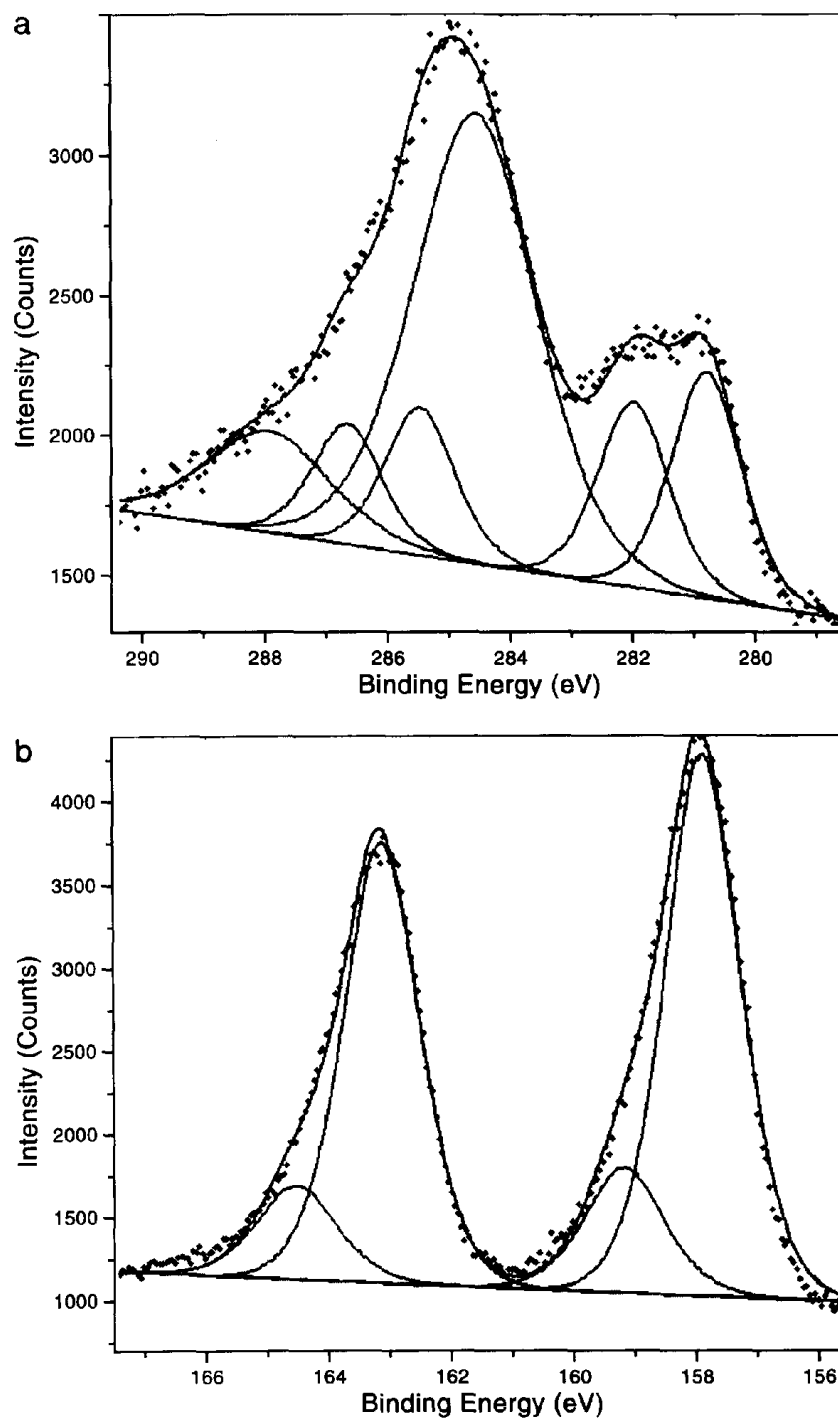 a
3000
2500
2000
1500
Intensity (Counts)
290 288 286 284 282 280
Binding Energy (eV)
b
4000
3500
3000
2500
2000
1500
1000
Intensity (Counts)
166 164 162 160 158 156
Binding Energy (eV)